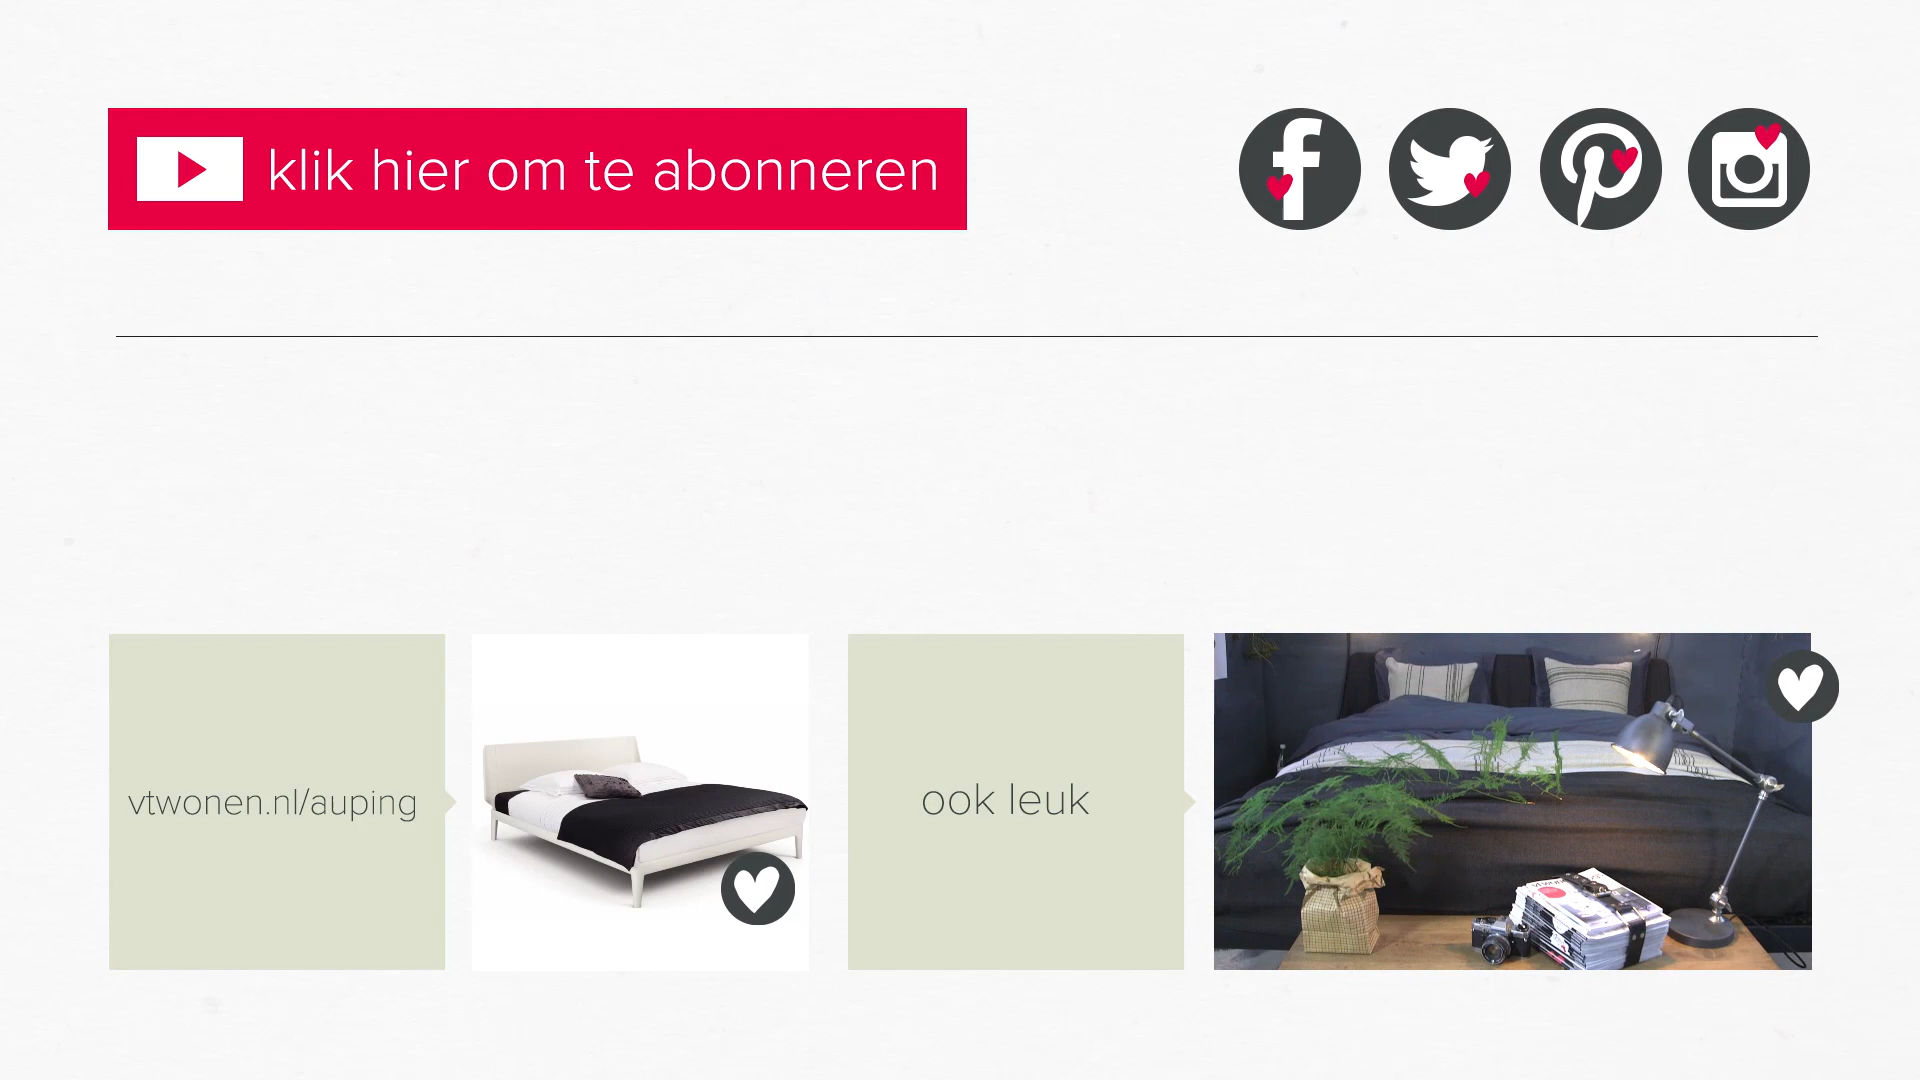 klik hier om te abonneren
vtwonen.nl/auping
ook leuk